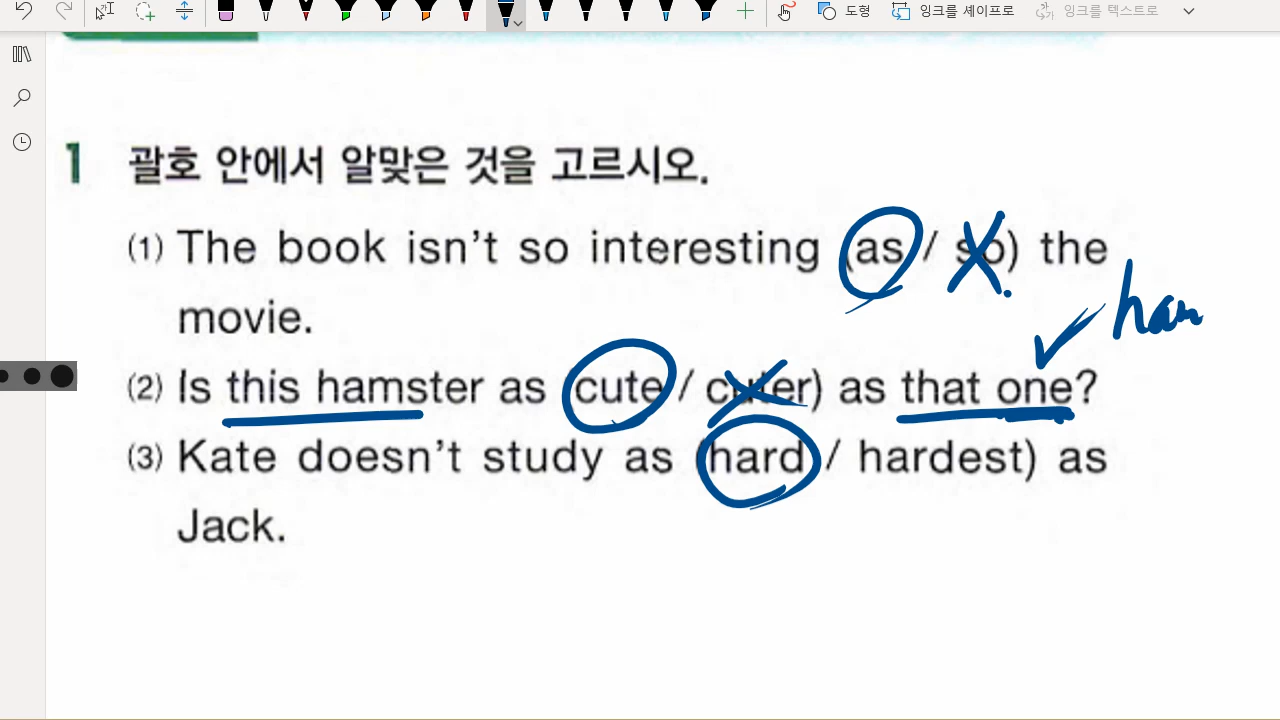 도형 잉크를 셰이프로 잉크를 텍스트로
1 괄호 안에서 알맞은 것을 고르시오.
(1) The book isn't so interesting (as / so) the
movie.
ham
(2) Is this hamster as (cute / cuter) as that one?
(3) Kate doesn't study as (hard / hardest) as
Jack.